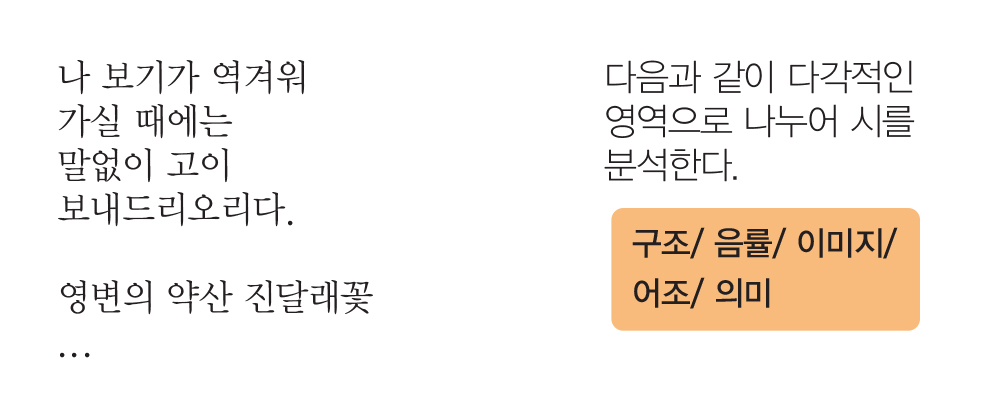 나 보기가 역겨워
가실 때에는
말없이 고이
보내드리오리다.
영변의 약산 진달래꽃
...
다음과 같이 다각적인
영역으로 나누어 시를
분석한다.
구조/ 음률/ 이미지/
어조/ 의미